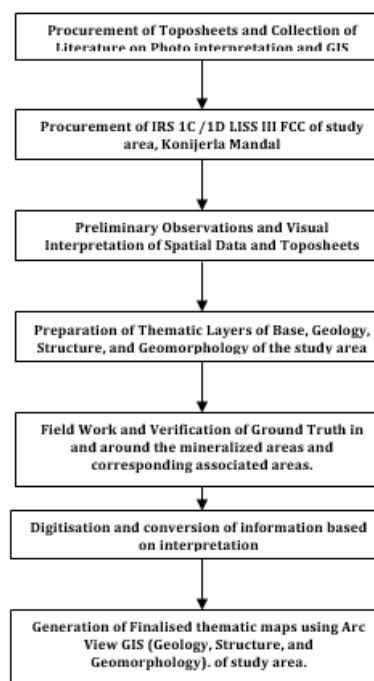 Procurement of Toposheets and Collection of
Literature on Photo interpretation and GIS
Procurement of IRS 1C /1D LISS III FCC of study
area, Konijerla Mandal
Preliminary Observations and Visual
Interpretation of Spatial Data and Toposheets
Preparation of Thematic Layers of Base, Geology,
Structure, and Geomorphology of the study area
Field Work and Verification of Ground Truth in
and around the mineralized areas and
corresponding associated areas.
Digitisation and conversion of information based
on interpretation
Generation of Finalised thematic maps using Arc
View GIS (Geology, Structure, and
Geomorphology). of study area.